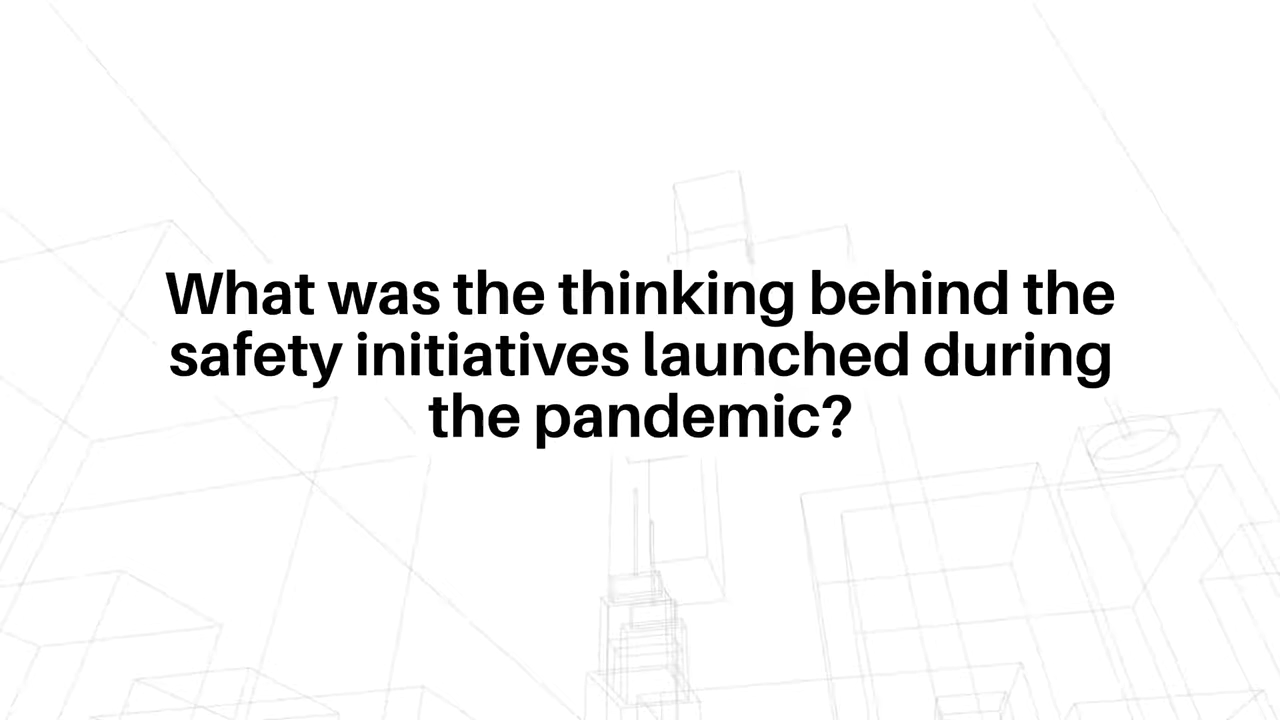 What was the thinking behind the
safety initiatives launched during
the pandemic?